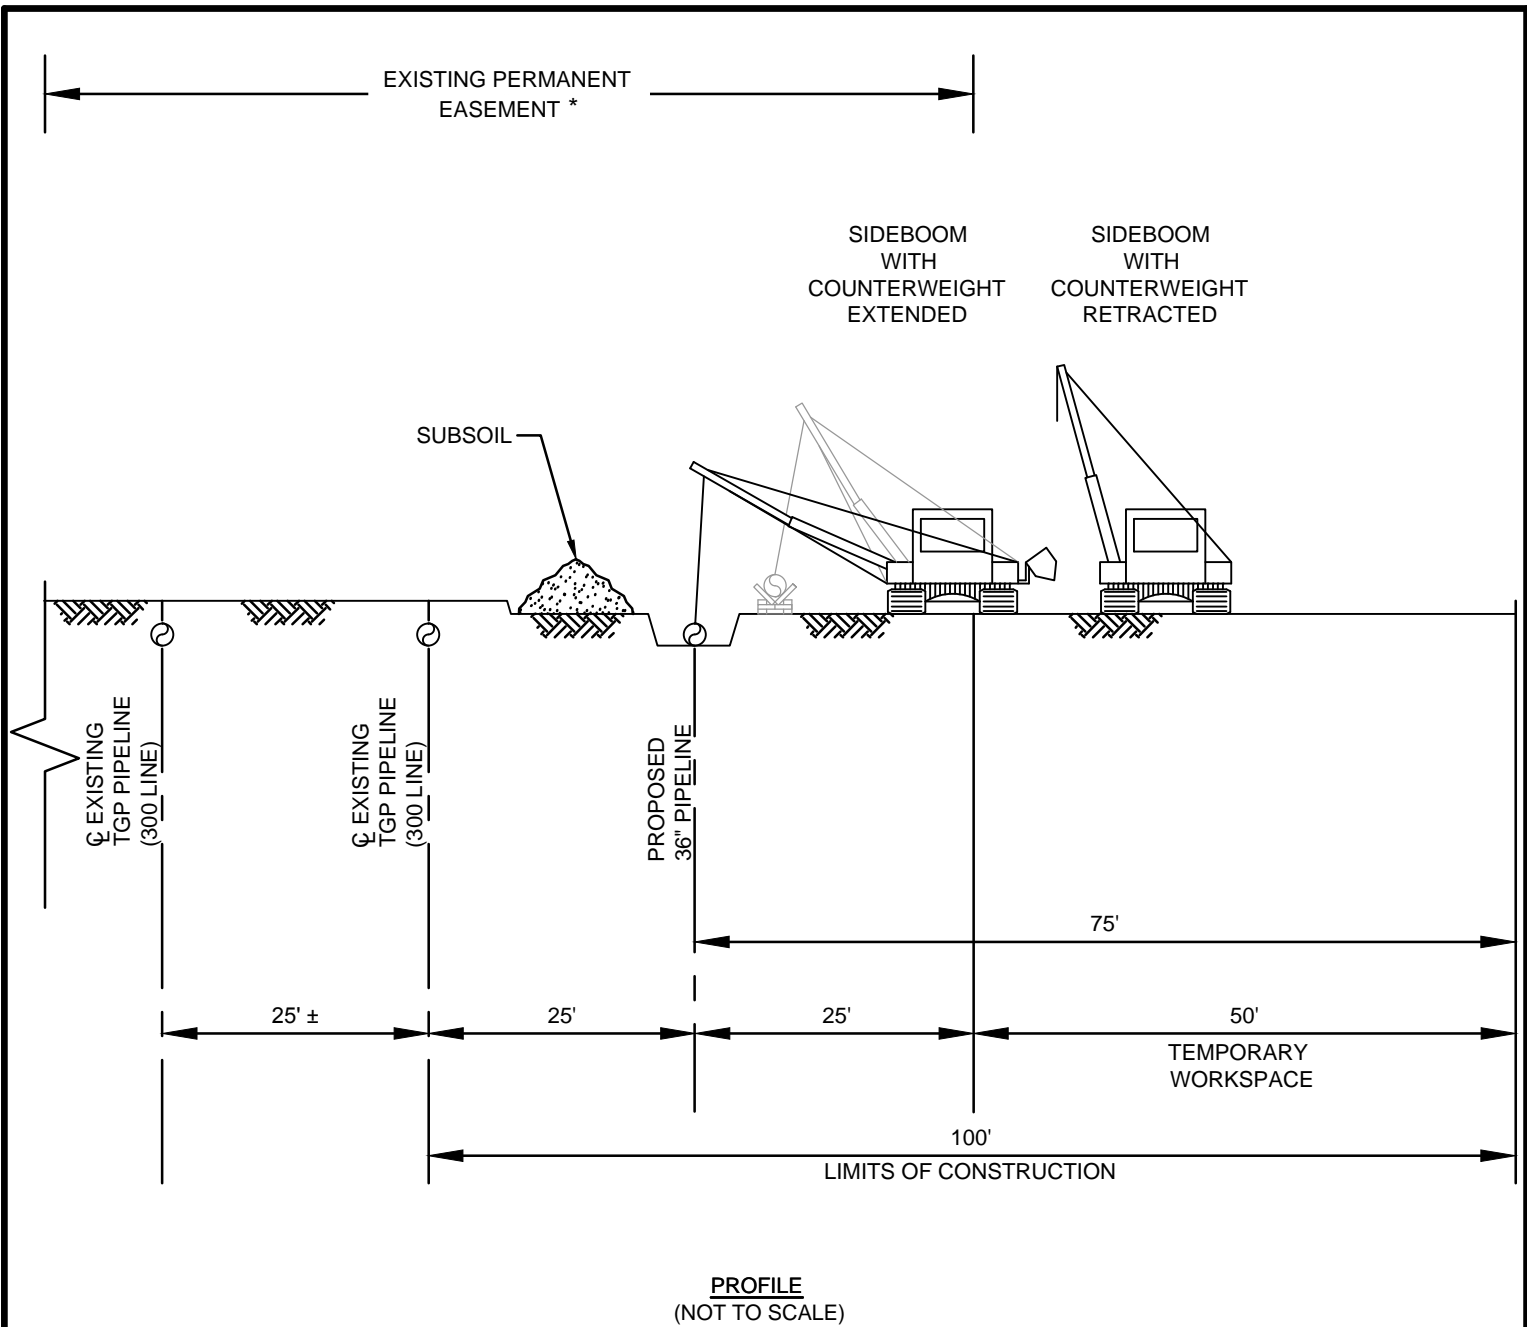 EXISTING PERMANENT
EASEMENT *
SIDEBOOM
WITH
COUNTERWEIGHT
EXTENDED
SIDEBOOM
WITH
COUNTERWEIGHT
RETRACTED
SUBSOIL
℄ EXISTING
TGP PIPELINE
(300 LINE)
℄ EXISTING
TGP PIPELINE
(300 LINE)
PROPOSED
36" PIPELINE
75'
25' ±
25'
25'
50'
TEMPORARY
WORKSPACE
100'
LIMITS OF CONSTRUCTION
PROFILE
(NOT TO SCALE)